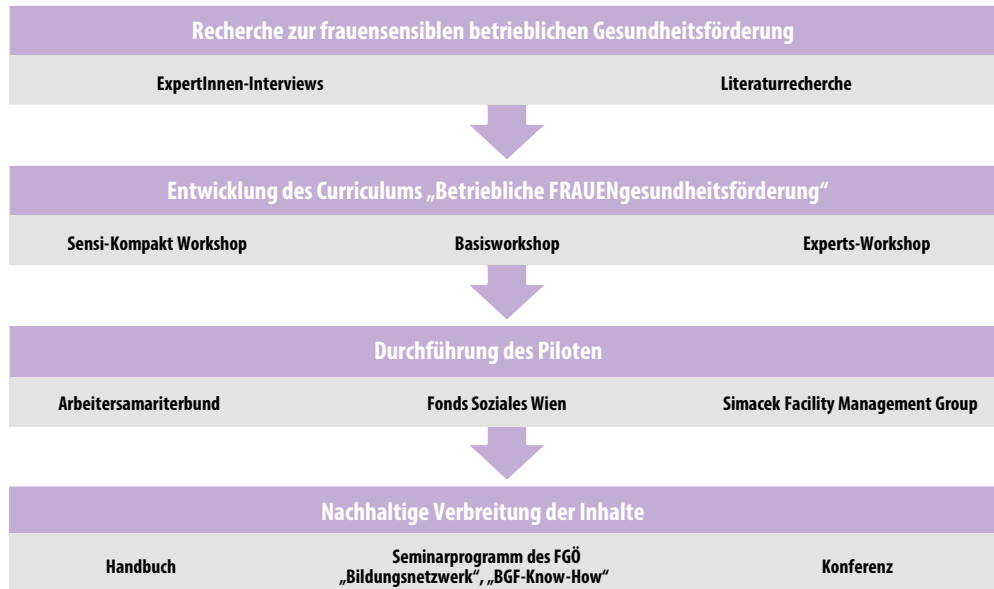 Recherche zur frauensensiblen betrieblichen Gesundheitsförderung
ExpertInnen-Interviews
Literaturrecherche
Entwicklung des Curriculums „Betriebliche FRAUENgesundheitsförderung“
Sensi-Kompakt Workshop
Basisworkshop
Experts-Workshop
Durchführung des Piloten
Arbeitersamariterbund
Fonds Soziales Wien
Simacek Facility Management Group
Nachhaltige Verbreitung der Inhalte
Handbuch
Seminarprogramm des FGÖ
„Bildungsnetzwerk“, „BGF-Know-How“
Konferenz